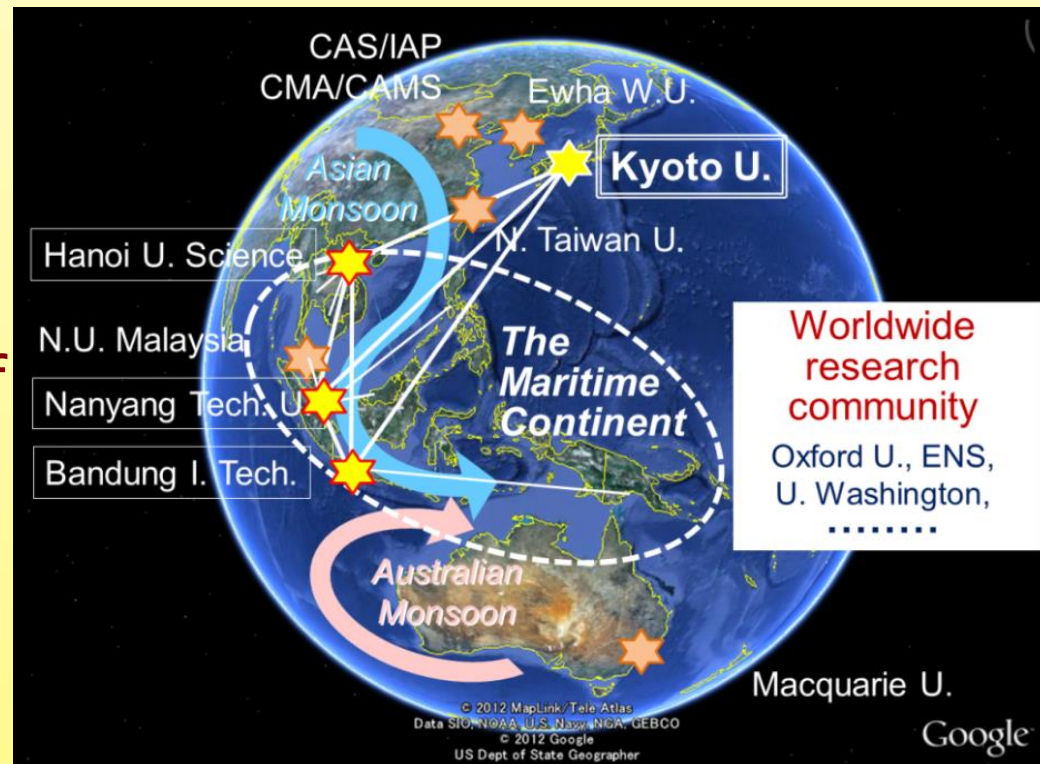 CAS/IAP
CMA/CAMS
Ewha W.U.
Asian
Monsoon
Kyoto U.
Hanoi U. Science
N. Taiwan U.
N.U. Malaysia
The
Maritime
Continent
Nanyang Tech. U.
Bandung I. Tech.
Worldwide
research
community
Oxford U., ENS,
U. Washington,
........
Australian
Monsoon
Macquarie U.
© 2012 MapLink/Tele Atlas
Data SIO, NOAA, U.S. Navy, NGA, GEBCO
© 2012 Google
US Dept of State Geographer
Google